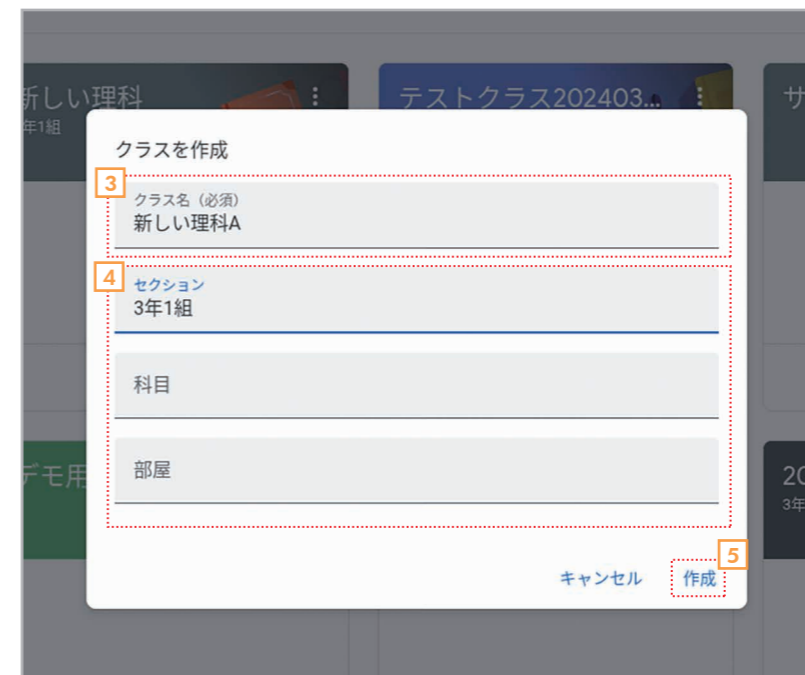 新しい理科
年1組
テストクラス202403...
サ
クラスを作成
3
クラス名（必須）
新しい理科A
4
セクション
3年1組
科目
部屋
デモ用
20
3年
5
キャンセル
作成